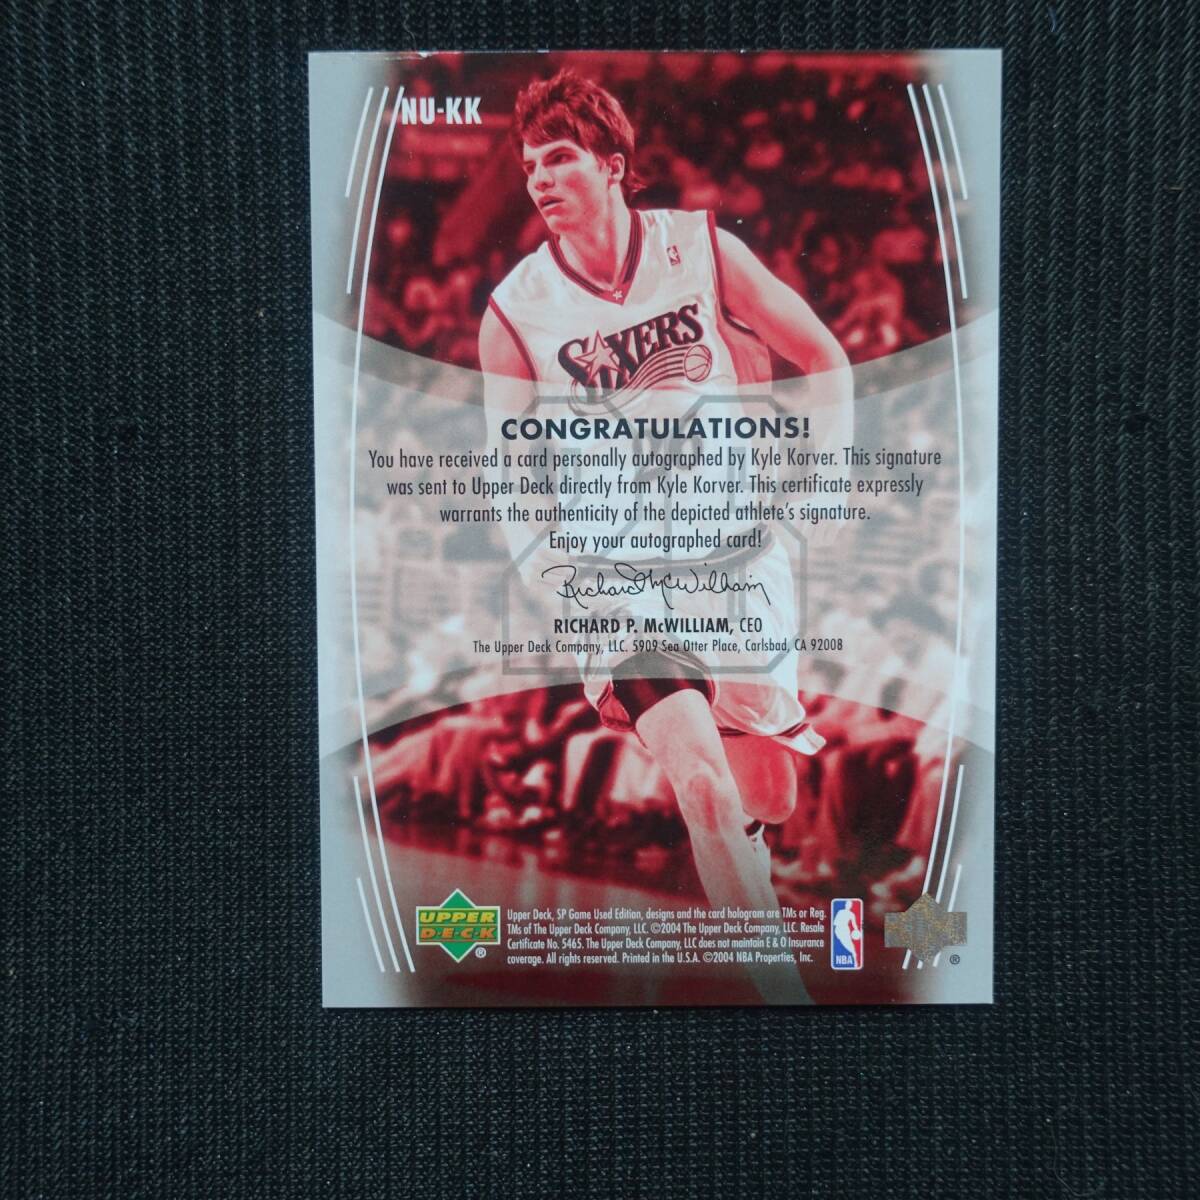 NU-KK
SIXERS
CONGRATULATIONS!
You have received a card personally autographed by Kyle Korver. This signature
was sent to Upper Deck directly from Kyle Korver. This certificate expressly
warrants the authenticity of the depicted athlete's signature.
Enjoy your autographed card!
Richard McWilliam
RICHARD P. McWILLIAM, CEO
The Upper Deck Company, LLC. 5909 Sea Otter Place, Carlsbad, CA 92008
UPPER
D·E·C·K
®
Upper Deck, SP Game Used Edition, designs and the card hologram are TMs or Reg.
TMs of The Upper Deck Company, LLC. ©2004 The Upper Deck Company, LLC. Resale
Certificate No. 5465. The Upper Deck Company, LLC does not maintain E & O Insurance
coverage. All rights reserved. Printed in the U.S.A. ©2004 NBA Properties, Inc.
NBA
®